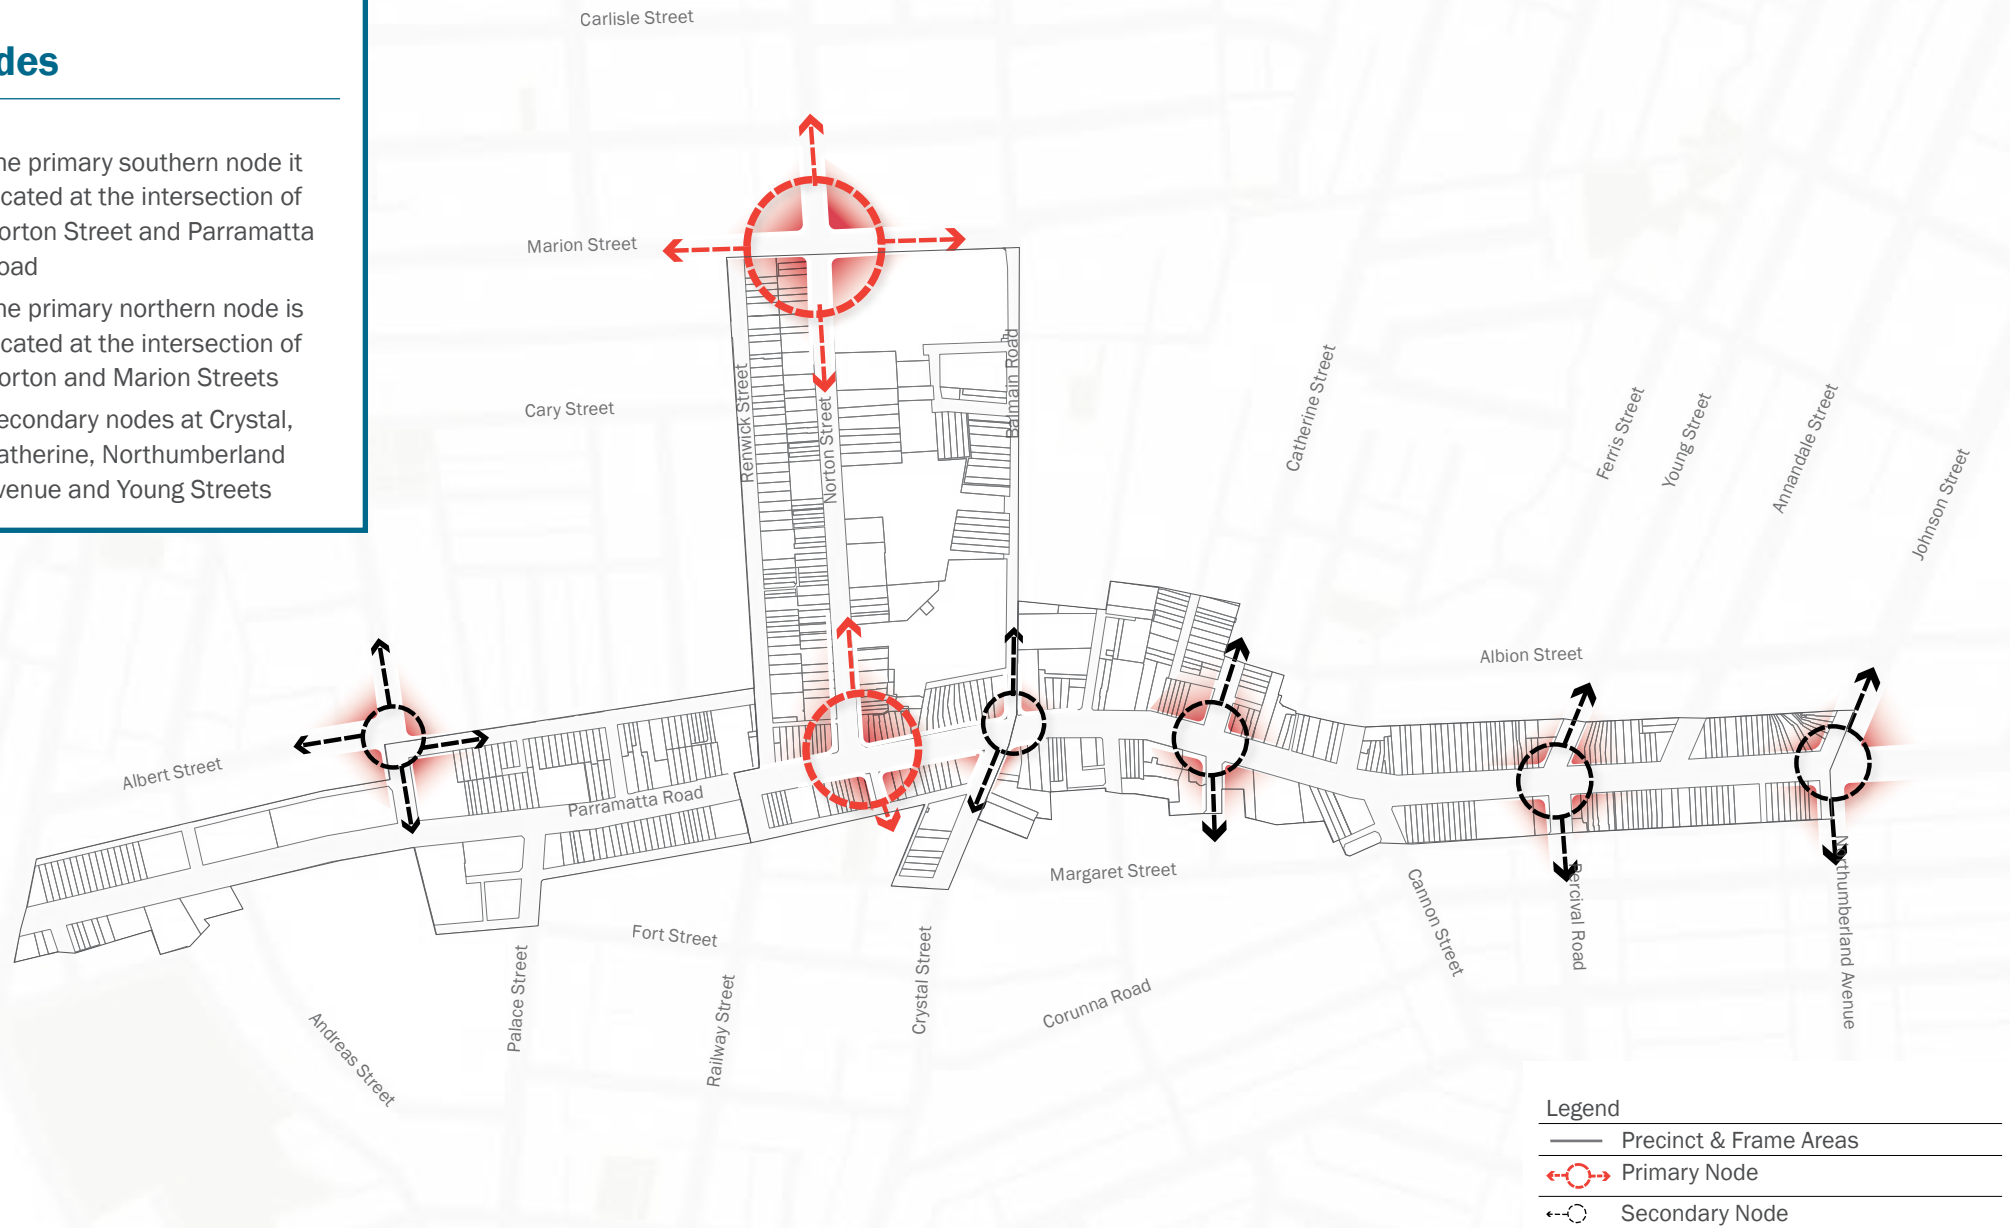 des
he primary southern node it
cated at the intersection of
orton Street and Parramatta
oad
he primary northern node is
cated at the intersection of
orton and Marion Streets
econdary nodes at Crystal,
atherine, Northumberland
venue and Young Streets
Carlisle Street
Marion Street
Cary Street
Renwick Street
Norton Street
Balmain Road
Catherine Street
Ferris Street
Young Street
Annandale Street
Johnson Street
Albion Street
Albert Street
Parramatta Road
Margaret Street
Fort Street
Palace Street
Railway Street
Crystal Street
Corunna Road
Cannon Street
Percival Road
Northumberland Avenue
Andreas Street
Legend
Precinct & Frame Areas
Primary Node
Secondary Node